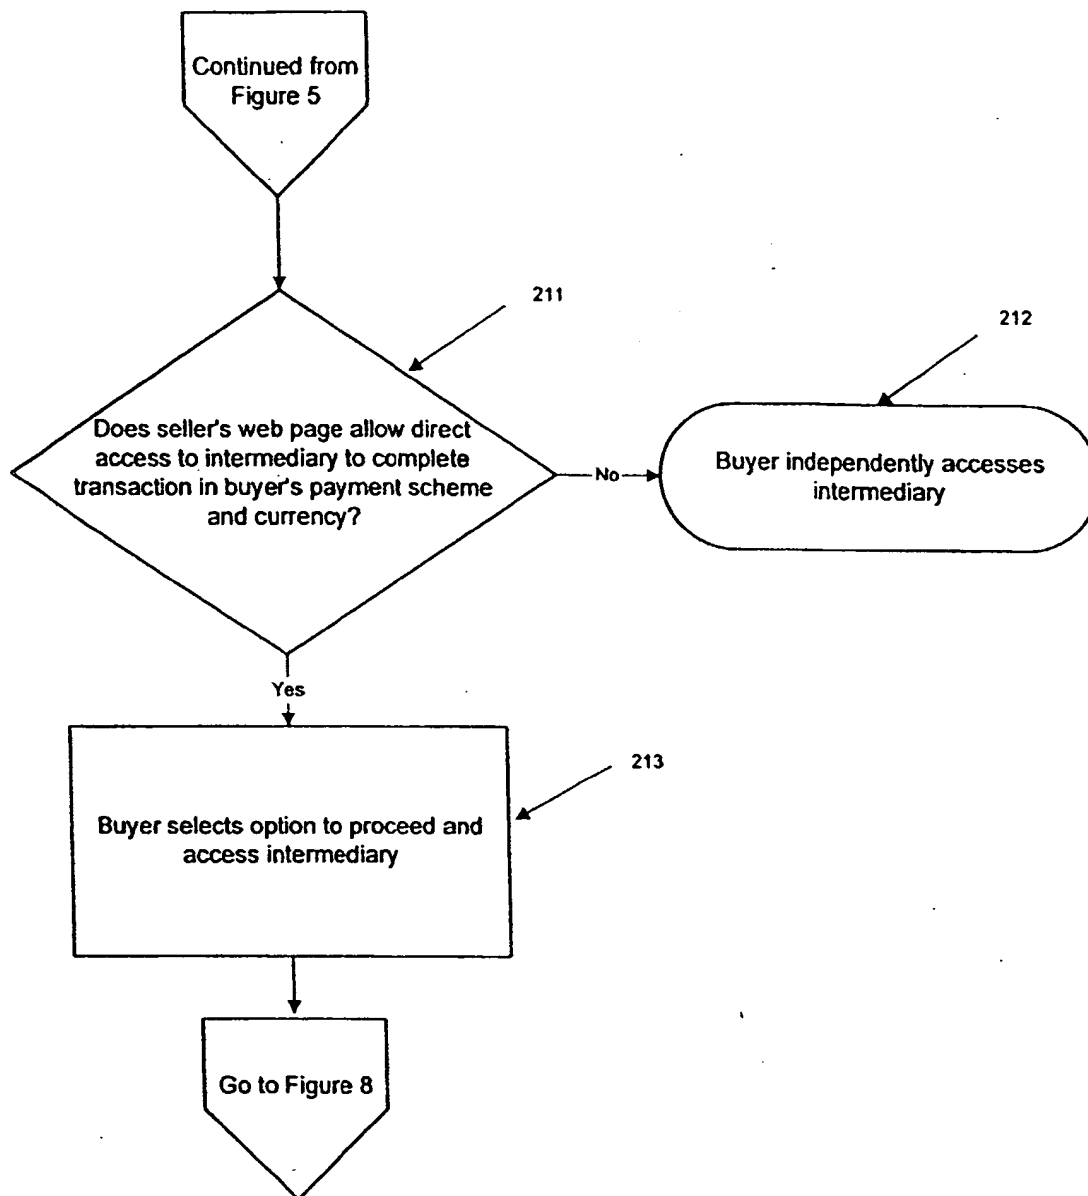 Continued from
Figure 5
211
212
Does seller's web page allow direct
access to intermediary to complete
transaction in buyer's payment scheme
and currency?
No
Buyer independently accesses
intermediary
Yes
213
Buyer selects option to proceed and
access intermediary
Go to Figure 8